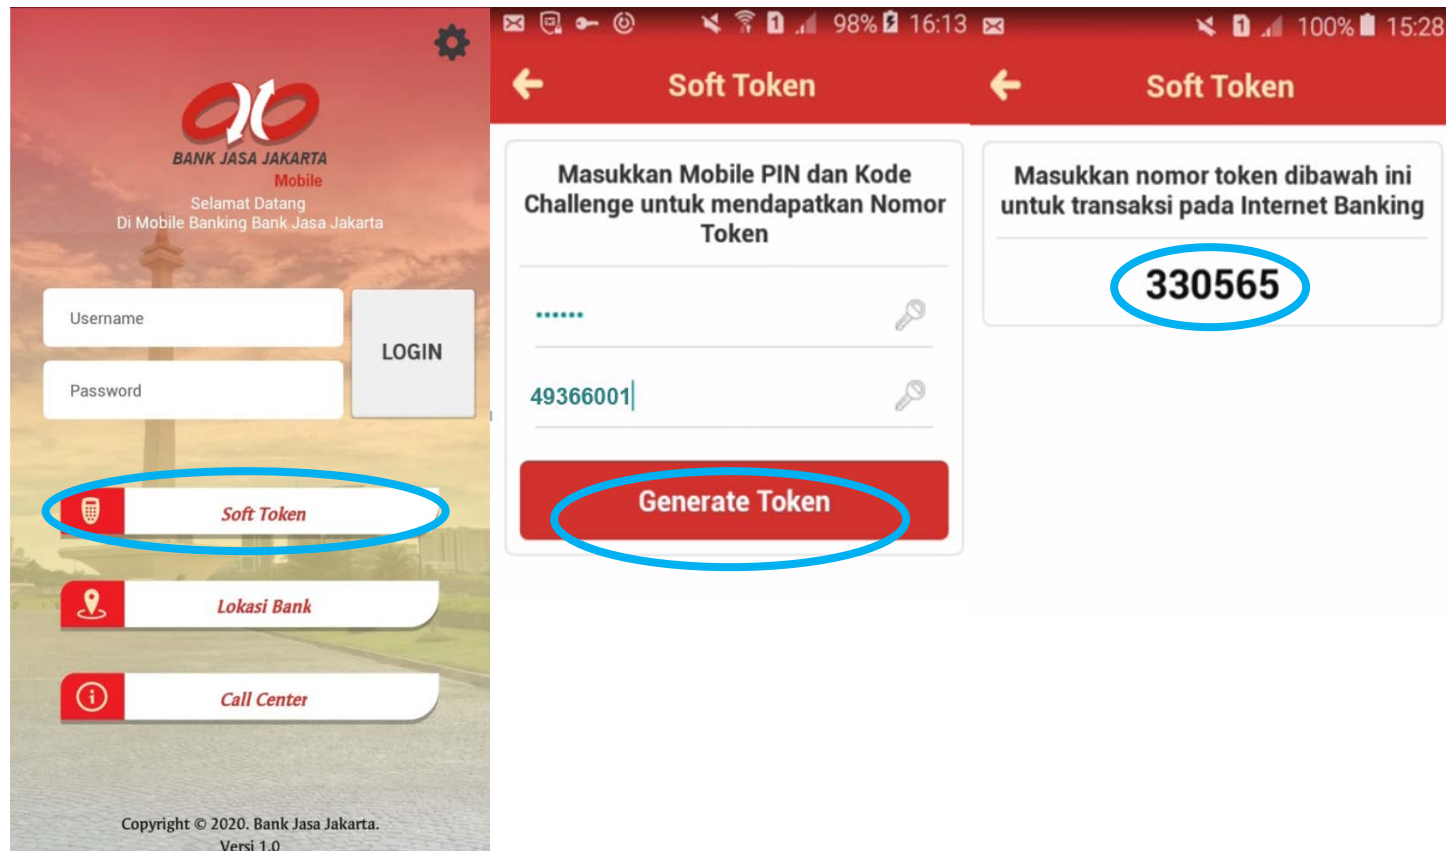 BANK JASA JAKARTA
Mobile
Selamat Datang
Di Mobile Banking Bank Jasa Jakarta
Username
LOGIN
Password
Soft Token
Lokasi Bank
Call Center
Copyright © 2020. Bank Jasa Jakarta.
Versi 1.0
1 98% 16:13
Soft Token
Masukkan Mobile PIN dan Kode
Challenge untuk mendapatkan Nomor
Token
••••••
49366001
Generate Token
1 100% 15:28
Soft Token
Masukkan nomor token dibawah ini
untuk transaksi pada Internet Banking
330565